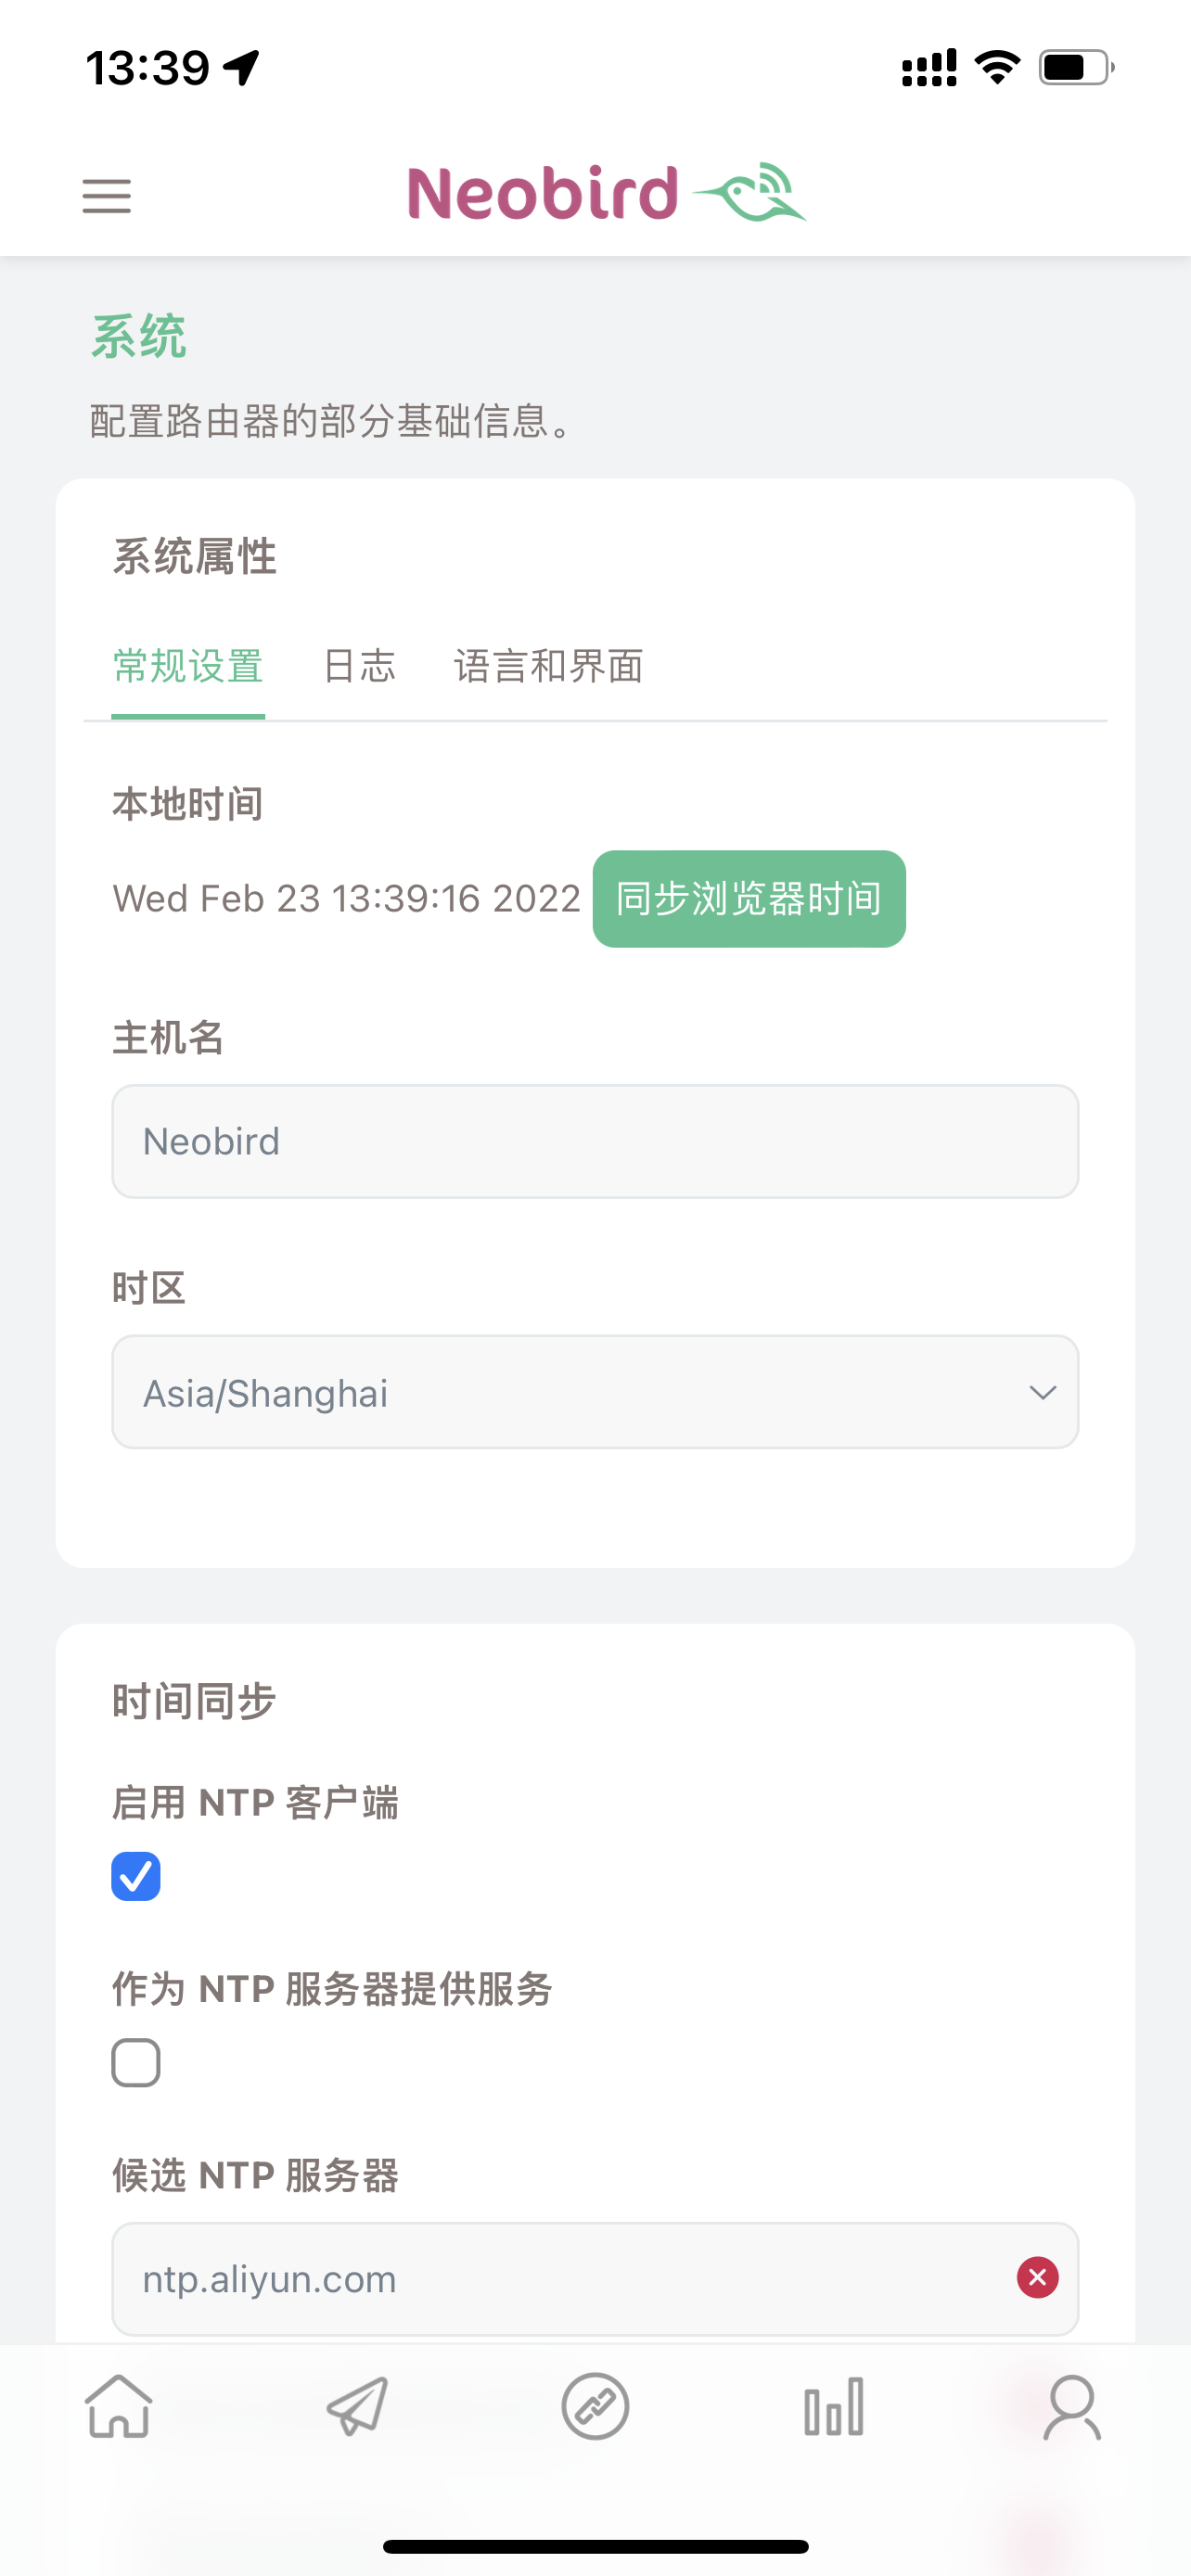 13:39
Neobird
系统
配置路由器的部分基础信息。
系统属性
常规设置 日志 语言和界面
本地时间
Wed Feb 23 13:39:16 2022 同步浏览器时间
主机名
Neobird
时区
Asia/Shanghai
时间同步
启用 NTP 客户端
作为 NTP 服务器提供服务
候选 NTP 服务器
ntp.aliyun.com